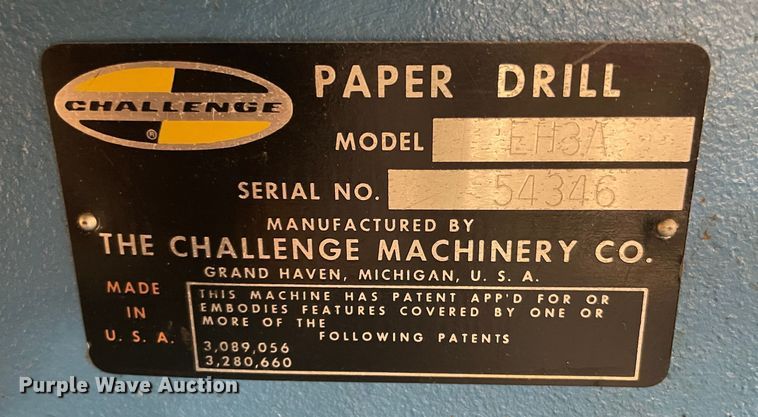 CHALLENGE
®
PAPER DRILL
MODEL EH3A
SERIAL NO. 54346
MANUFACTURED BY
THE CHALLENGE MACHINERY CO.
GRAND HAVEN, MICHIGAN, U. S. A.
MADE
IN
U. S. A.
THIS MACHINE HAS PATENT APP'D FOR OR
EMBODIES FEATURES COVERED BY ONE OR
MORE OF THE
FOLLOWING PATENTS
3,089,056
3,280,660
Purple Wave Auction